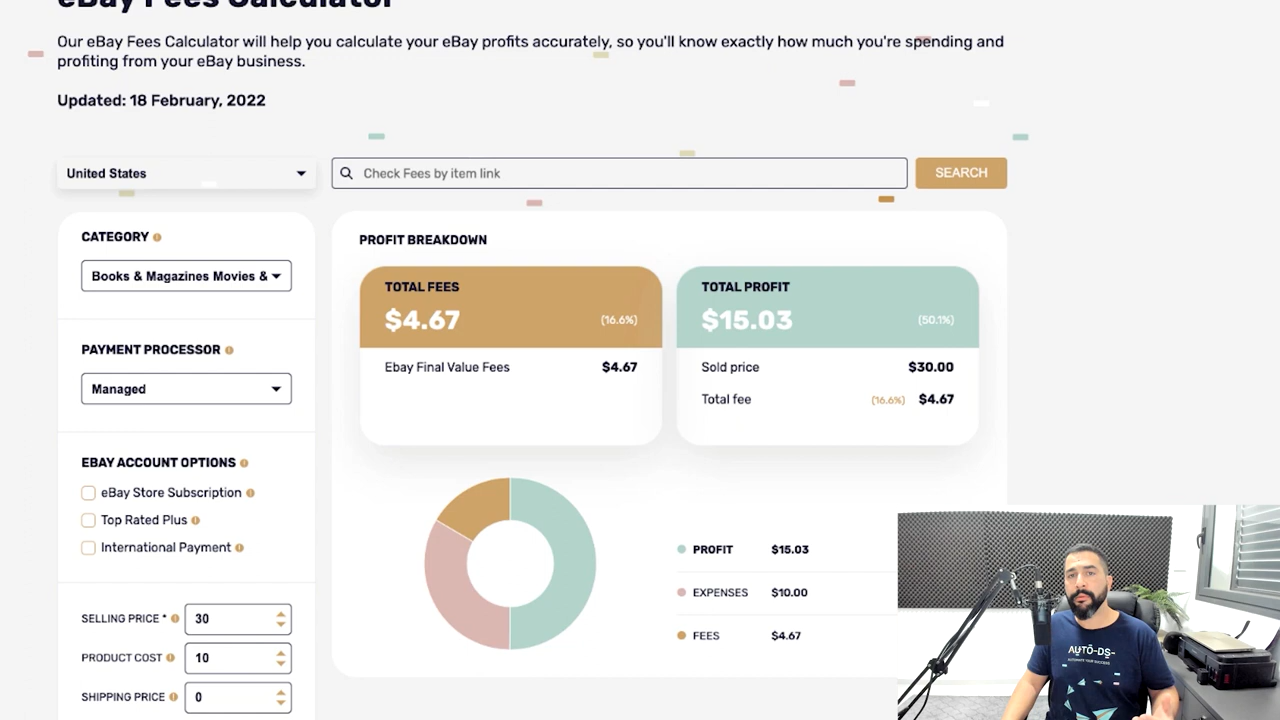 eBay Fees Calculator
Our eBay Fees Calculator will help you calculate your eBay profits accurately, so you'll know exactly how much you're spending and
profiting from your eBay business.
Updated: 18 February, 2022
United States
Check Fees by item link
SEARCH
CATEGORY
Books & Magazines Movies &
PAYMENT PROCESSOR
Managed
EBAY ACCOUNT OPTIONS
eBay Store Subscription
Top Rated Plus
International Payment
SELLING PRICE * 30
PRODUCT COST 10
SHIPPING PRICE 0
PROFIT BREAKDOWN
TOTAL FEES
$4.67 (16.6%)
Ebay Final Value Fees $4.67
TOTAL PROFIT
$15.03 (50.1%)
Sold price $30.00
Total fee (16.6%) $4.67
PROFIT $15.03
EXPENSES $10.00
FEES $4.67
AUTO-DS
AUTOMATE YOUR SUCCESS